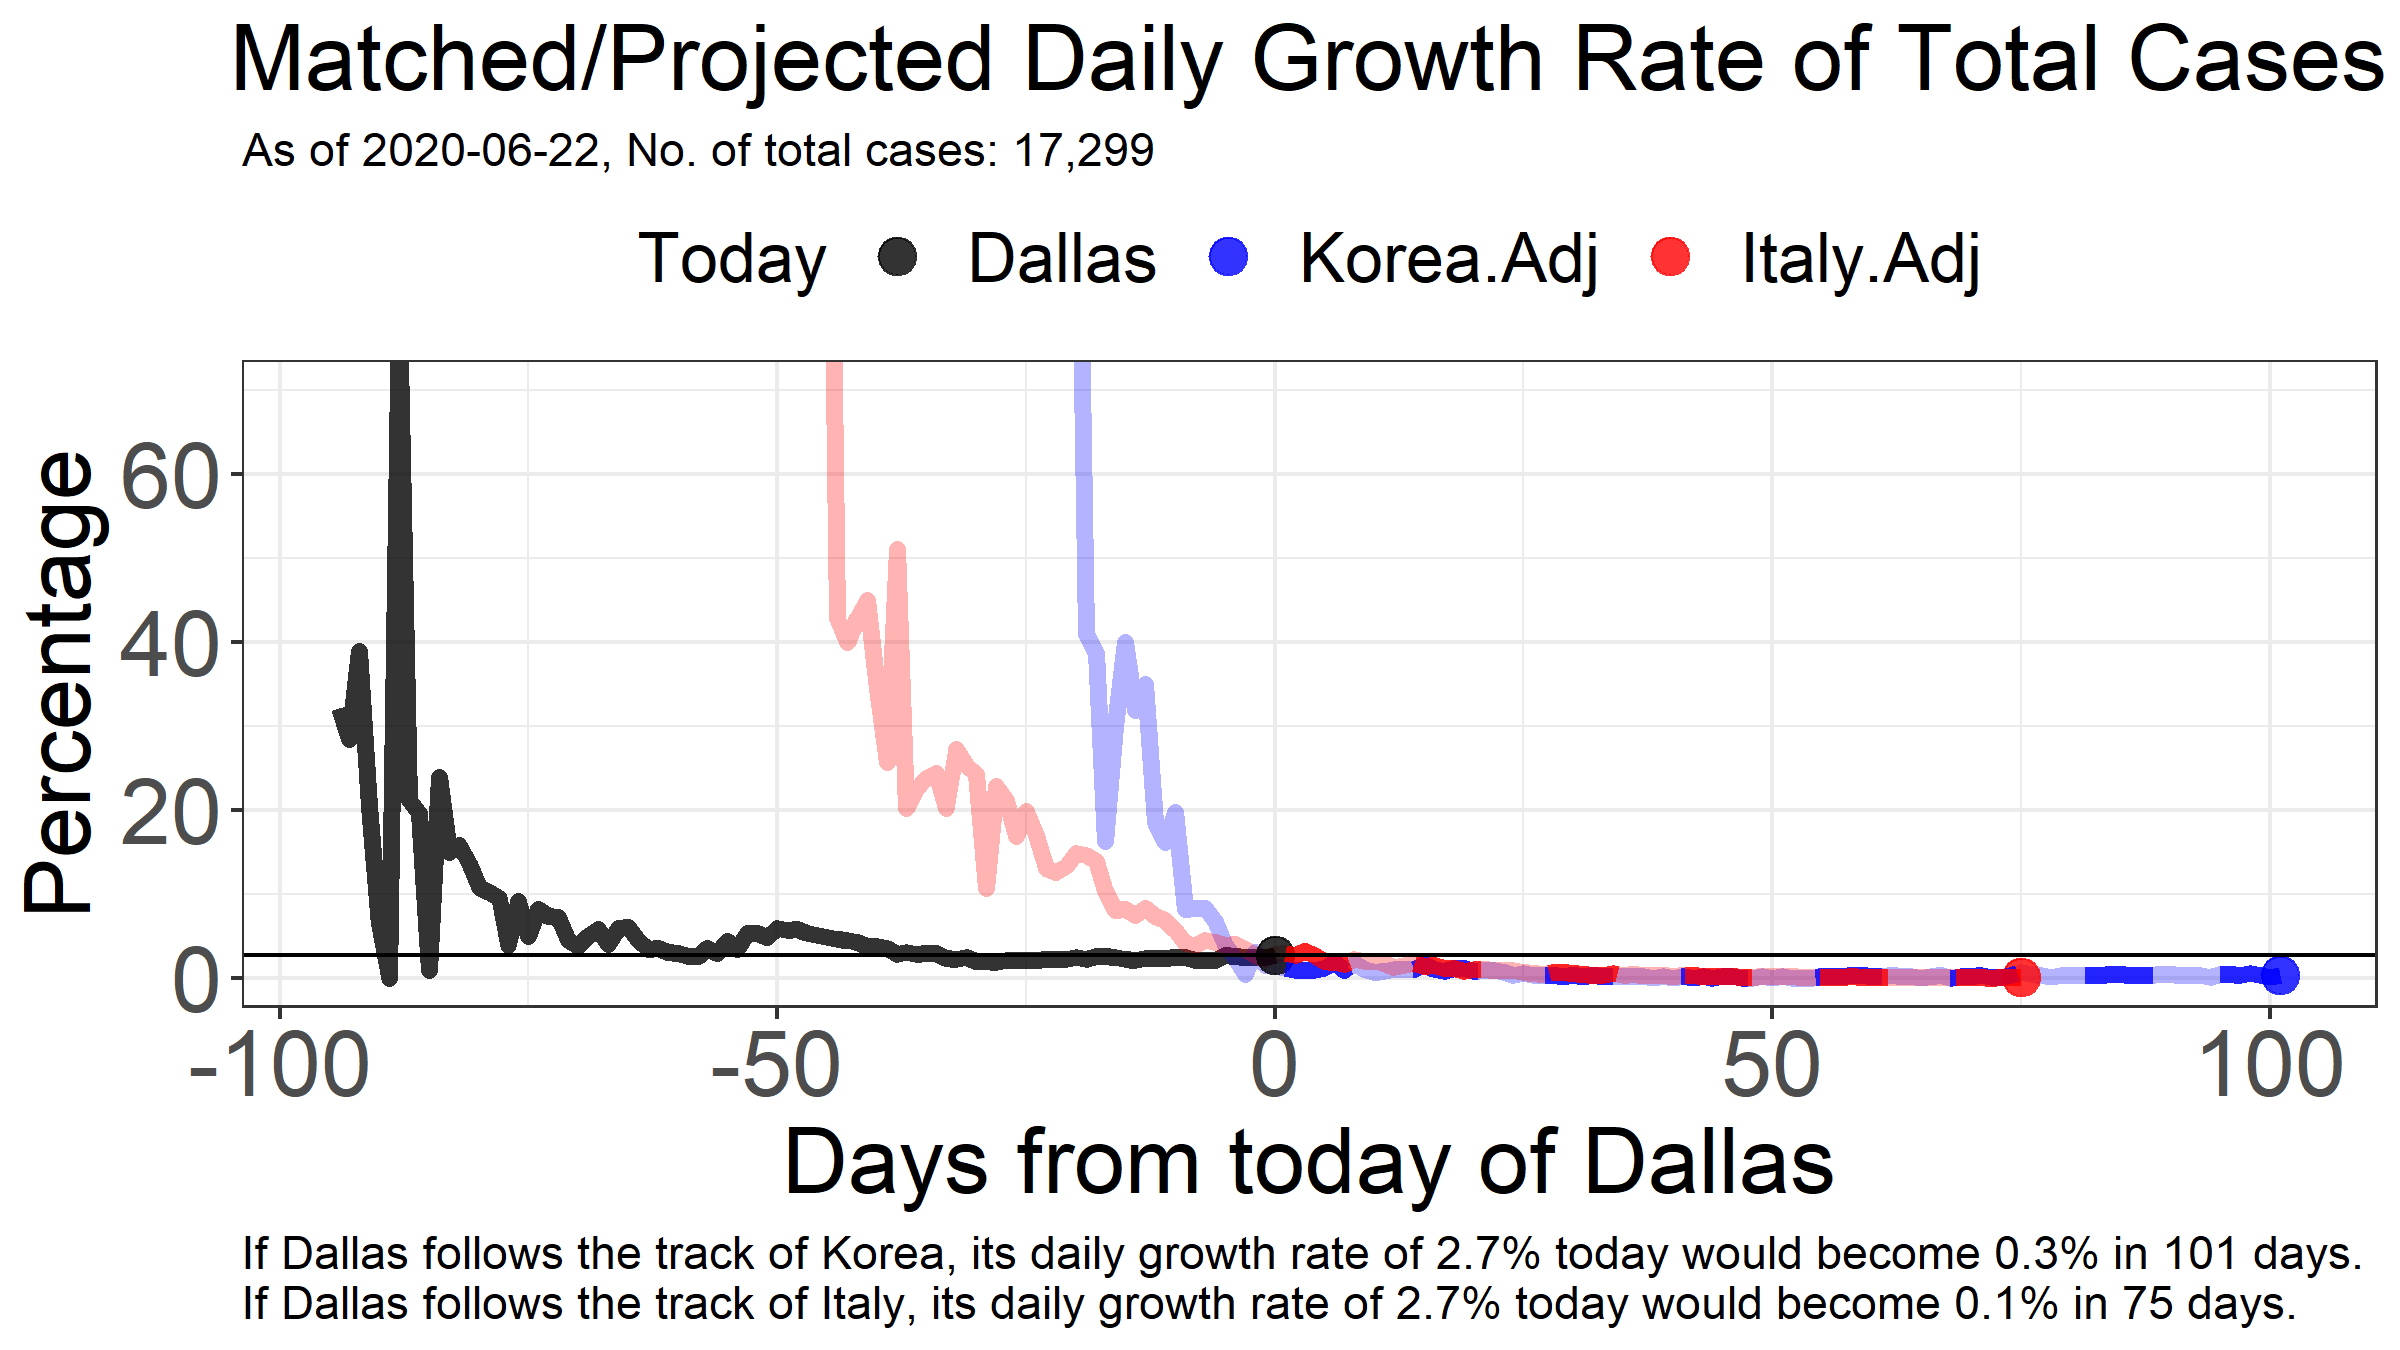 Matched/Projected Daily Growth Rate of Total Cases
As of 2020-06-22, No. of total cases: 17,299
Today Dallas Korea.Adj Italy.Adj
Percentage
60
40
20
0
-100 -50 0 50 100
Days from today of Dallas
If Dallas follows the track of Korea, its daily growth rate of 2.7% today would become 0.3% in 101 days.
If Dallas follows the track of Italy, its daily growth rate of 2.7% today would become 0.1% in 75 days.